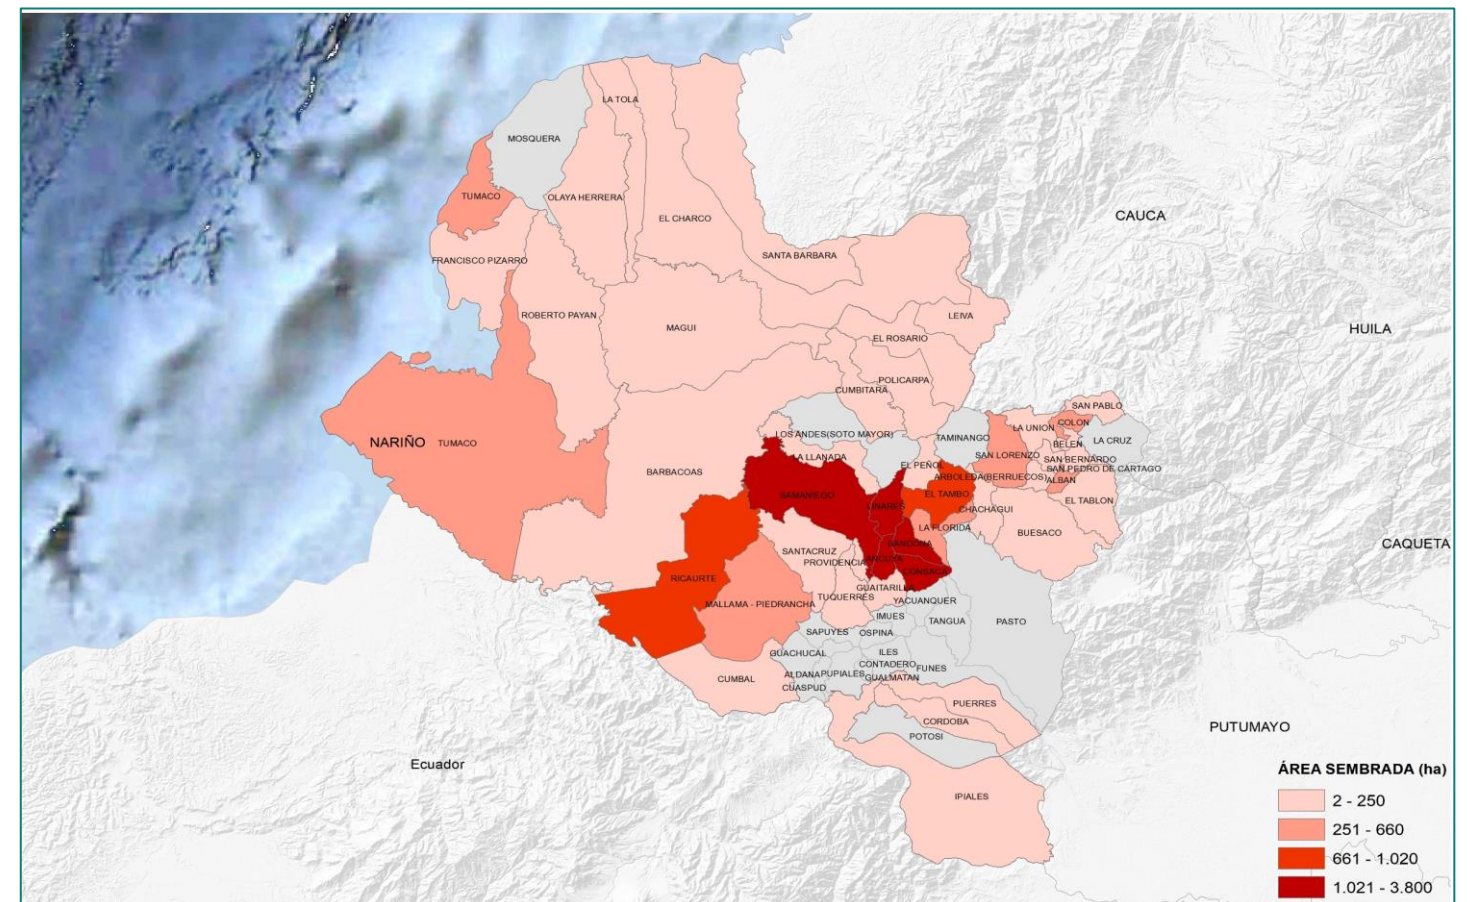 LA TOLA
MOSQUERA
TUMACO
OLAYA HERRERA
EL CHARCO
CAUCA
SANTA BARBARA
FRANCISCO PIZARRO
ROBERTO PAYAN
MAGUI
LEIVA
HUILA
EL ROSARIO
POLICARPA
CUMBITARA
SAN PABLO
COLON
LA UNION
NARIÑO
TUMACO
LOS ANDES(SOTO MAYOR)
TAMINANGO
BELEN
LA CRUZ
LA LLANADA
SAN LORENZO
SAN BERNARDO
EL PEÑOL
SAN PEDRO DE CARTAGO
BARBACOAS
ARBOLEDA(BERRUECOS)
ALBAN
SAMANIEGO
EL TAMBO
EL TABLON
LINARES
CHACHAGUI
LA FLORIDA
BUESACO
CAQUETA
SANDONA
SANTACRUZ
PROVIDENCIA
ANCUYA
CONSACA
RICAURTE
GUAITARILLA
TUQUERRES
YACUANQUER
MALLAMA - PIEDRANCHA
IMUES
TANGUA
PASTO
SAPUYES
OSPINA
GUACHUCAL
ILES
CONTADERO
FUNES
ALDANA
PUPIALES
GUALMATAN
CUMBAL
CUASPUD
PUERRES
CORDOBA
POTOSI
PUTUMAYO
Ecuador
IPIALES
ÁREA SEMBRADA (ha)
2 - 250
251 - 660
661 - 1.020
1.021 - 3.800